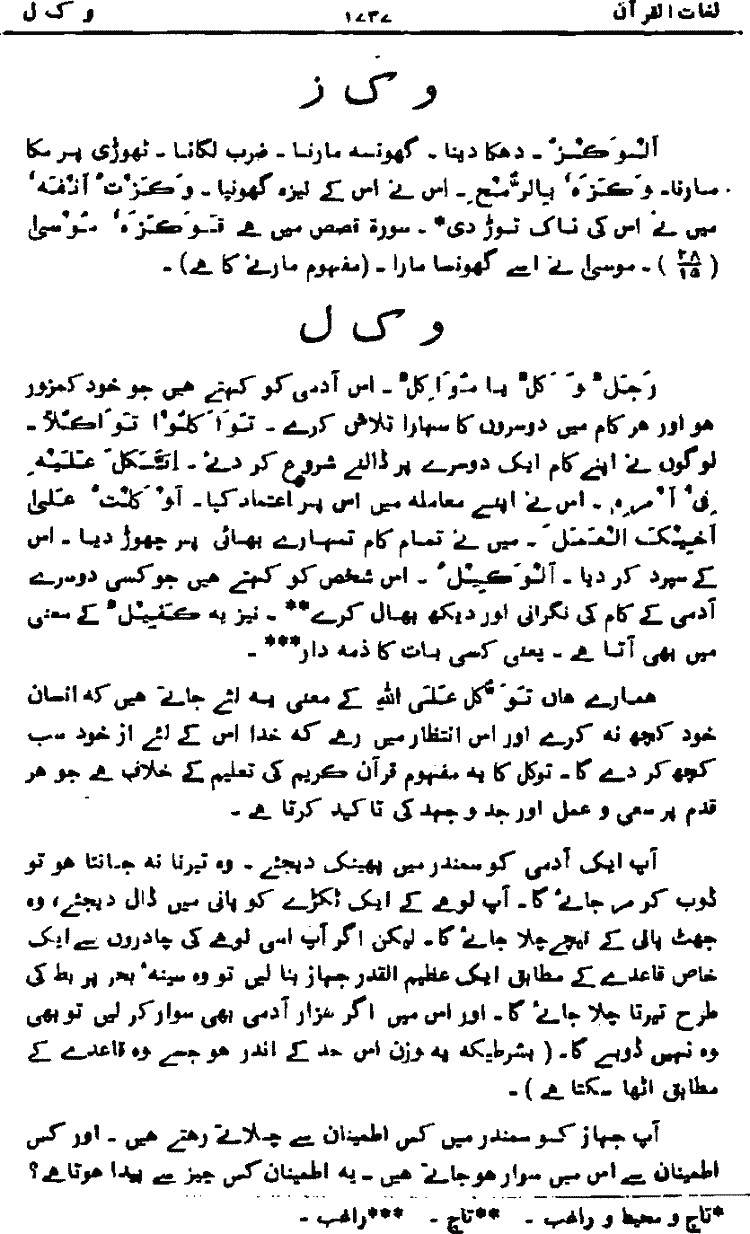 لغات القرآن ۱۷۳۷ و ک ل
و ک ز
اَلْوَکْزُ ـ دھکا دینا ۔ گھونسہ مارنا ۔ ضرب لگانا ۔ ٹھوڑی پر مکا
مارنا۔ وَکَزَہٗ بِالرُّمْحِ ۔ اس نے اس کے نیزہ گھونپا ۔ وَکَزْتُ اَنْفَہٗ
میں نے اس کی ناک توڑ دی* ۔ سورۃ قصص میں ہے فَوَکَزَہٗ مُوْسیٰ
(۲۸/۱۵) ۔ موسیٰ نے اسے گھونسا مارا ۔ (مفہوم مارنے کا ہے) ۔
و ک ل
رَجُلٌ وَکَلٌ یا مُوَاکِلٌ ۔ اس آدمی کو کہتے ہیں جو خود کمزور
ہو اور ہر کام میں دوسروں کا سہارا تلاش کرے ۔ تَوَاکَلُوْا تَوَاکُلاً ۔
لوگوں نے اپنے کام ایک دوسرے پر ڈالنے شروع کر دئے ۔ اِتَّکَلَ عَلَیْہِ
فِیْ اَمْرِہٖ ۔ اس نے اپنے معاملہ میں اس پر اعتماد کیا ۔ اَوْکَلْتُ عَلیٰ
اَخِیْکَ الْعَمَلَ ۔ میں نے تمام کام تمہارے بھائی پر چھوڑ دیا ۔ اس
کے سپرد کر دیا ۔ اَلْوَکِیْلُ ۔ اس شخص کو کہتے ہیں جو کسی دوسرے
آدمی کے کام کی نگرانی اور دیکھ بھال کرے** ۔ نیز یہ کَفِیْلٌ کے معنی
میں بھی آتا ہے ۔ یعنی کسی بات کا ذمہ دار*** ۔
ہمارے ہاں تَوَکُّل عَلَی اللہِ کے معنی یہ لئے جاتے ہیں کہ انسان
خود کچھ نہ کرے اور اس انتظار میں رہے کہ خدا اس کے لئے از خود سب
کچھ کر دے گا ۔ توکل کا یہ مفہوم قرآن کریم کی تعلیم کے خلاف ہے جو ہر
قدم پر سعی و عمل اور جد و جہد کی تاکید کرتا ہے ۔
آپ ایک آدمی کو سمندر میں پھینک دیجئے ۔ وہ تیرنا نہ جانتا ہو تو
ڈوب کر مر جائے گا ۔ آپ لوہے کے ایک ٹکڑے کو پانی میں ڈال دیجئے، وہ
جھٹ پانی کے نیچے چلا جائے گا ۔ لیکن اگر آپ اسی لوہے کی چادروں سے ایک
خاص قاعدے کے مطابق ایک عظیم القدر جہاز بنا لیں تو وہ سینۂ بحر پر بط کی
طرح تیرتا چلا جائے گا ۔ اور اس میں اگر ہزار آدمی بھی سوار کر لیں تو بھی
وہ نہیں ڈوبے گا ۔ ( بشرطیکہ یہ وزن اس حد کے اندر ہو جسے وہ قاعدے کے
مطابق اٹھا سکتا ہے ) ۔
آپ جہاز کو سمندر میں کس اطمینان سے چلاتے رہتے ہیں ۔ اور کس
اطمینان سے اس میں سوار ہو جاتے ہیں ۔ یہ اطمینان کس چیز سے پیدا ہوتا ہے؟
*تاج و محیط و راغب ۔ **تاج ۔ ***راغب ۔